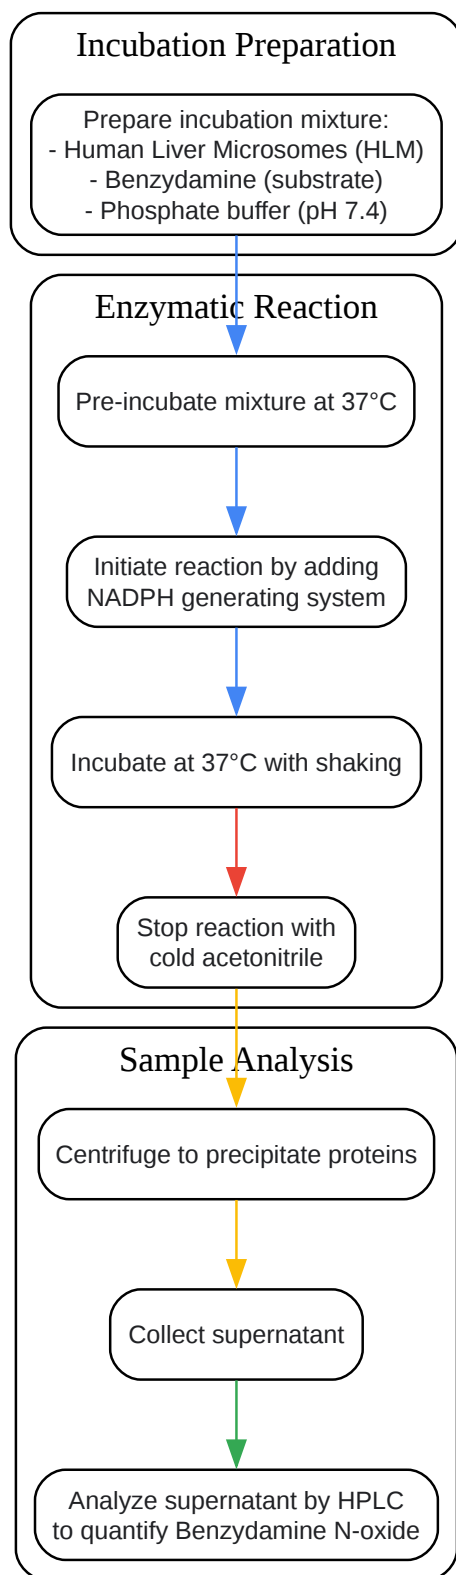 Incubation Preparation
Prepare incubation mixture:
- Human Liver Microsomes (HLM)
- Benzydamine (substrate)
- Phosphate buffer (pH 7.4)
Enzymatic Reaction
Pre-incubate mixture at 37°C
Initiate reaction by adding
NADPH generating system
Incubate at 37°C with shaking
Stop reaction with
cold acetonitrile
Sample Analysis
Centrifuge to precipitate proteins
Collect supernatant
Analyze supernatant by HPLC
to quantify Benzydamine N-oxide